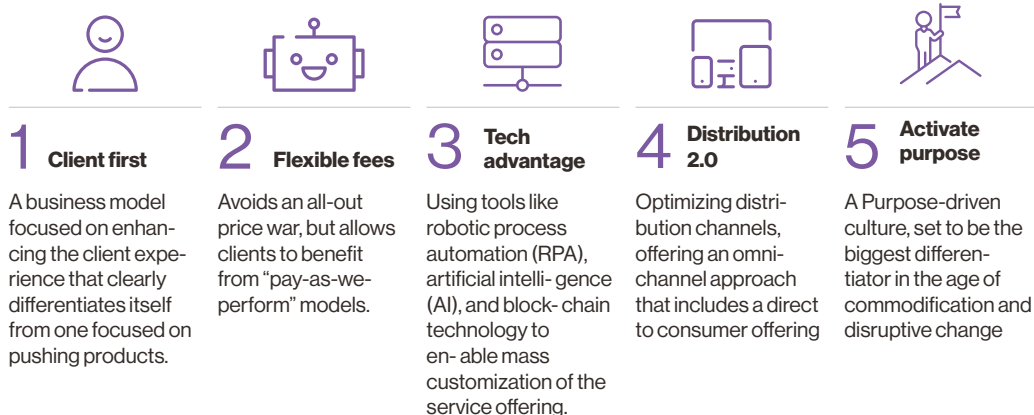 1 Client first
A business model
focused on enhan-
cing the client expe-
rience that clearly
differentiates itself
from one focused on
pushing products.
2 Flexible fees
Avoids an all-out
price war, but allows
clients to benefit
from “pay-as-we-
perform” models.
3 Tech
advantage
Using tools like
robotic process
automation (RPA),
artificial intelli- gence
(AI), and block- chain
technology to
en- able mass
customization of the
service offering.
4 Distribution
2.0
Optimizing distri-
bution channels,
offering an omni-
channel approach
that includes a direct
to consumer offering
5 Activate
purpose
A Purpose-driven
culture, set to be the
biggest differen-
tiator in the age of
commodification and
disruptive change